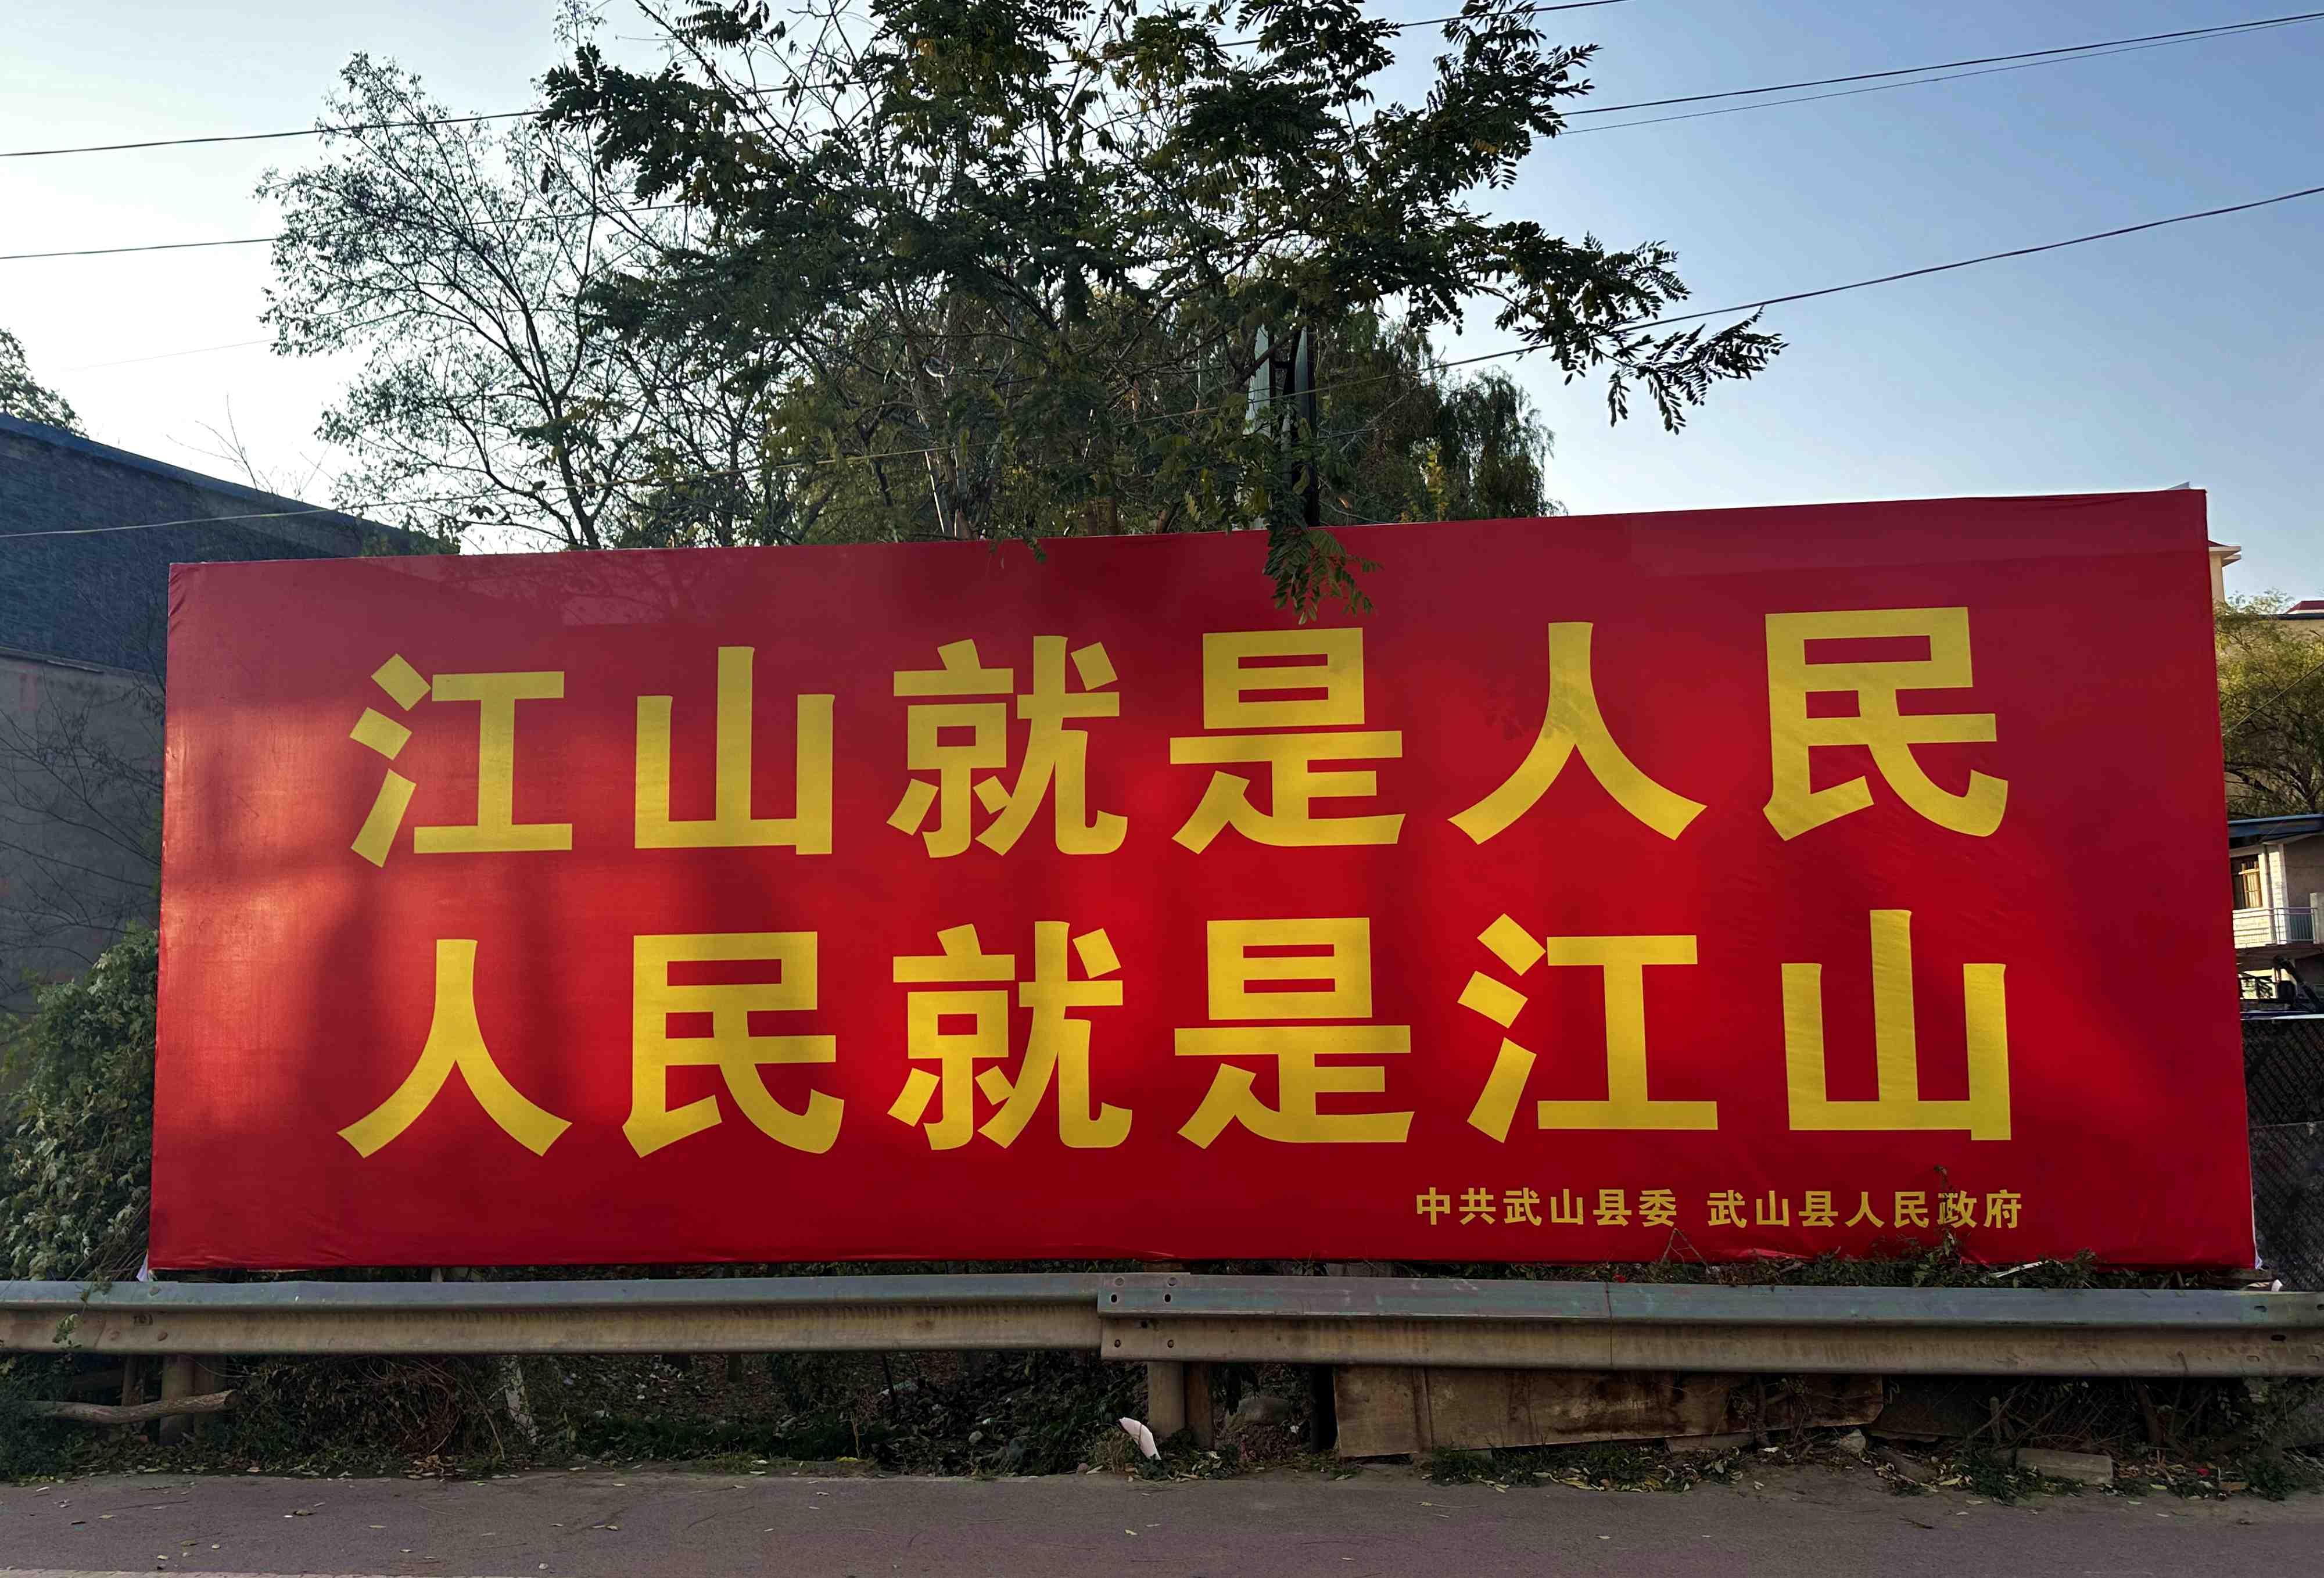 江山就是人民
人民就是江山
中共武山县委 武山县人民政府